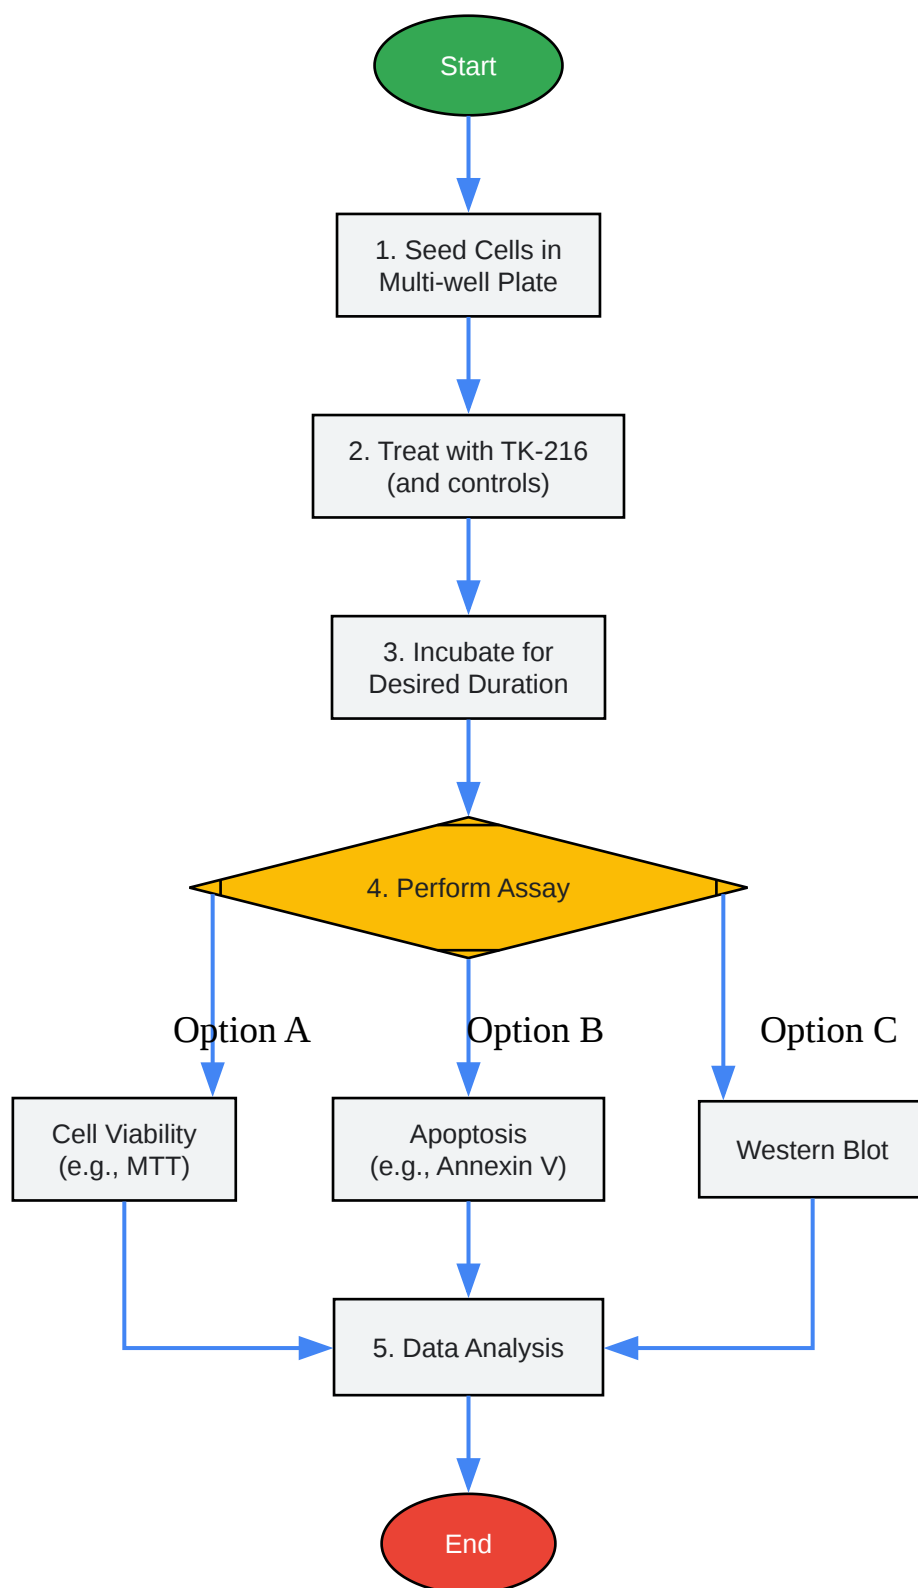 Start
1. Seed Cells in
Multi-well Plate
2. Treat with TK-216
(and controls)
3. Incubate for
Desired Duration
4. Perform Assay
Option A
Option B
Option C
Cell Viability
(e.g., MTT)
Apoptosis
(e.g., Annexin V)
Western Blot
5. Data Analysis
End